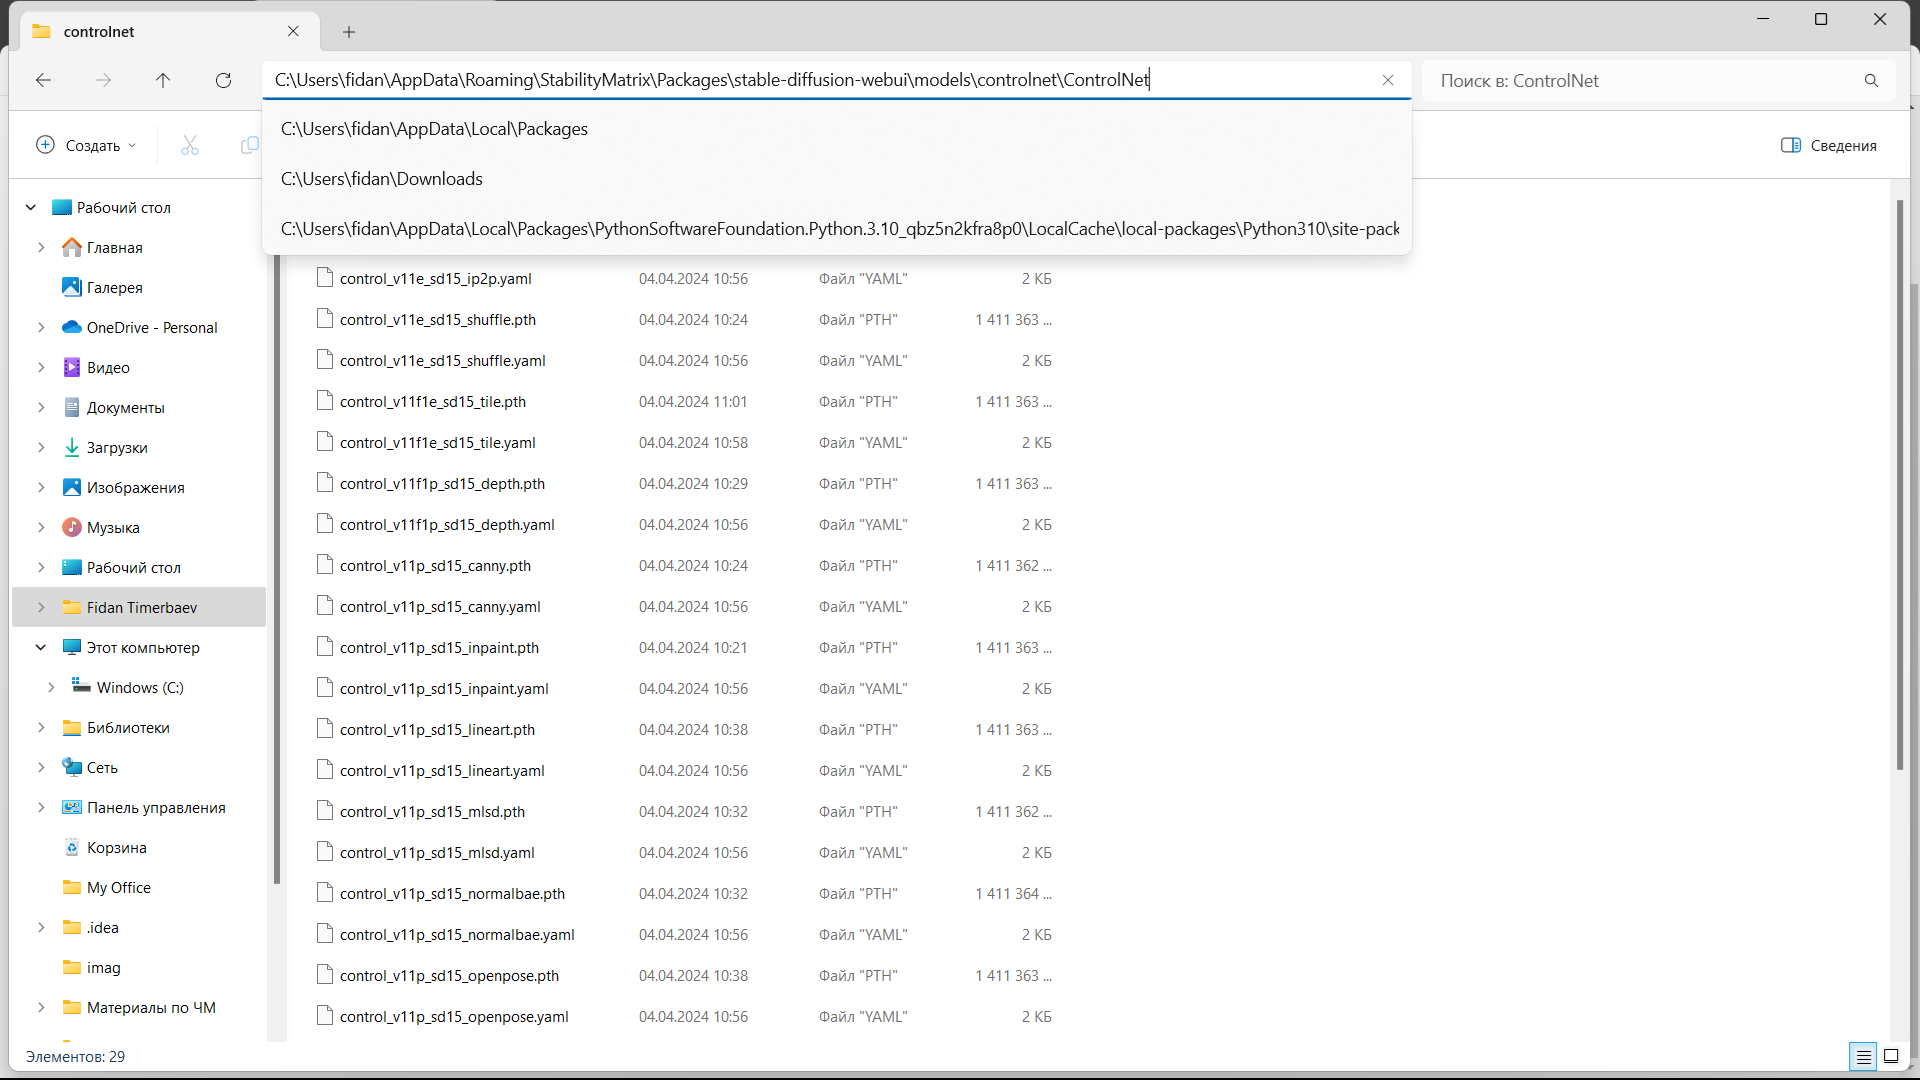 controlnet
C:\Users\fidan\AppData\Roaming\StabilityMatrix\Packages\stable-diffusion-webui\models\controlnet\ControlNet
Поиск в: ControlNet
C:\Users\fidan\AppData\Local\Packages
C:\Users\fidan\Downloads
C:\Users\fidan\AppData\Local\Packages\PythonSoftwareFoundation.Python.3.10_qbz5n2kfra8p0\LocalCache\local-packages\Python310\site-pack
Создать
Сведения
Рабочий стол
Главная
Галерея
OneDrive - Personal
Видео
Документы
Загрузки
Изображения
Музыка
Рабочий стол
Fidan Timerbaev
Этот компьютер
Windows (C:)
Библиотеки
Сеть
Панель управления
Корзина
My Office
.idea
imag
Материалы по ЧМ
control_v11e_sd15_ip2p.yaml 04.04.2024 10:56 Файл "YAML" 2 КБ
control_v11e_sd15_shuffle.pth 04.04.2024 10:24 Файл "PTH" 1 411 363 ...
control_v11e_sd15_shuffle.yaml 04.04.2024 10:56 Файл "YAML" 2 КБ
control_v11f1e_sd15_tile.pth 04.04.2024 11:01 Файл "PTH" 1 411 363 ...
control_v11f1e_sd15_tile.yaml 04.04.2024 10:58 Файл "YAML" 2 КБ
control_v11f1p_sd15_depth.pth 04.04.2024 10:29 Файл "PTH" 1 411 363 ...
control_v11f1p_sd15_depth.yaml 04.04.2024 10:56 Файл "YAML" 2 КБ
control_v11p_sd15_canny.pth 04.04.2024 10:24 Файл "PTH" 1 411 362 ...
control_v11p_sd15_canny.yaml 04.04.2024 10:56 Файл "YAML" 2 КБ
control_v11p_sd15_inpaint.pth 04.04.2024 10:21 Файл "PTH" 1 411 363 ...
control_v11p_sd15_inpaint.yaml 04.04.2024 10:56 Файл "YAML" 2 КБ
control_v11p_sd15_lineart.pth 04.04.2024 10:38 Файл "PTH" 1 411 363 ...
control_v11p_sd15_lineart.yaml 04.04.2024 10:56 Файл "YAML" 2 КБ
control_v11p_sd15_mlsd.pth 04.04.2024 10:32 Файл "PTH" 1 411 362 ...
control_v11p_sd15_mlsd.yaml 04.04.2024 10:56 Файл "YAML" 2 КБ
control_v11p_sd15_normalbae.pth 04.04.2024 10:32 Файл "PTH" 1 411 364 ...
control_v11p_sd15_normalbae.yaml 04.04.2024 10:56 Файл "YAML" 2 КБ
control_v11p_sd15_openpose.pth 04.04.2024 10:38 Файл "PTH" 1 411 363 ...
control_v11p_sd15_openpose.yaml 04.04.2024 10:56 Файл "YAML" 2 КБ
Элементов: 29